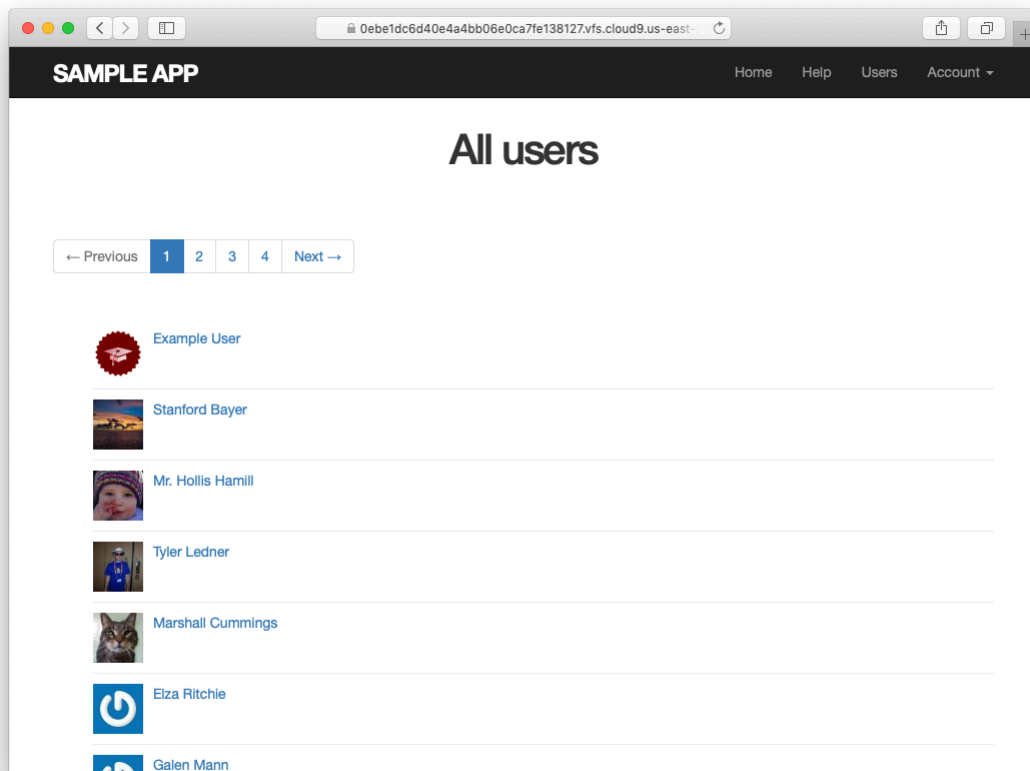 0ebe1dc6d40e4a4bb06e0ca7fe138127.vfs.cloud9.us-east-
SAMPLE APP Home Help Users Account
All users
← Previous 1 2 3 4 Next →
Example User
Stanford Bayer
Mr. Hollis Hamill
Tyler Ledner
Marshall Cummings
Elza Ritchie
Galen Mann